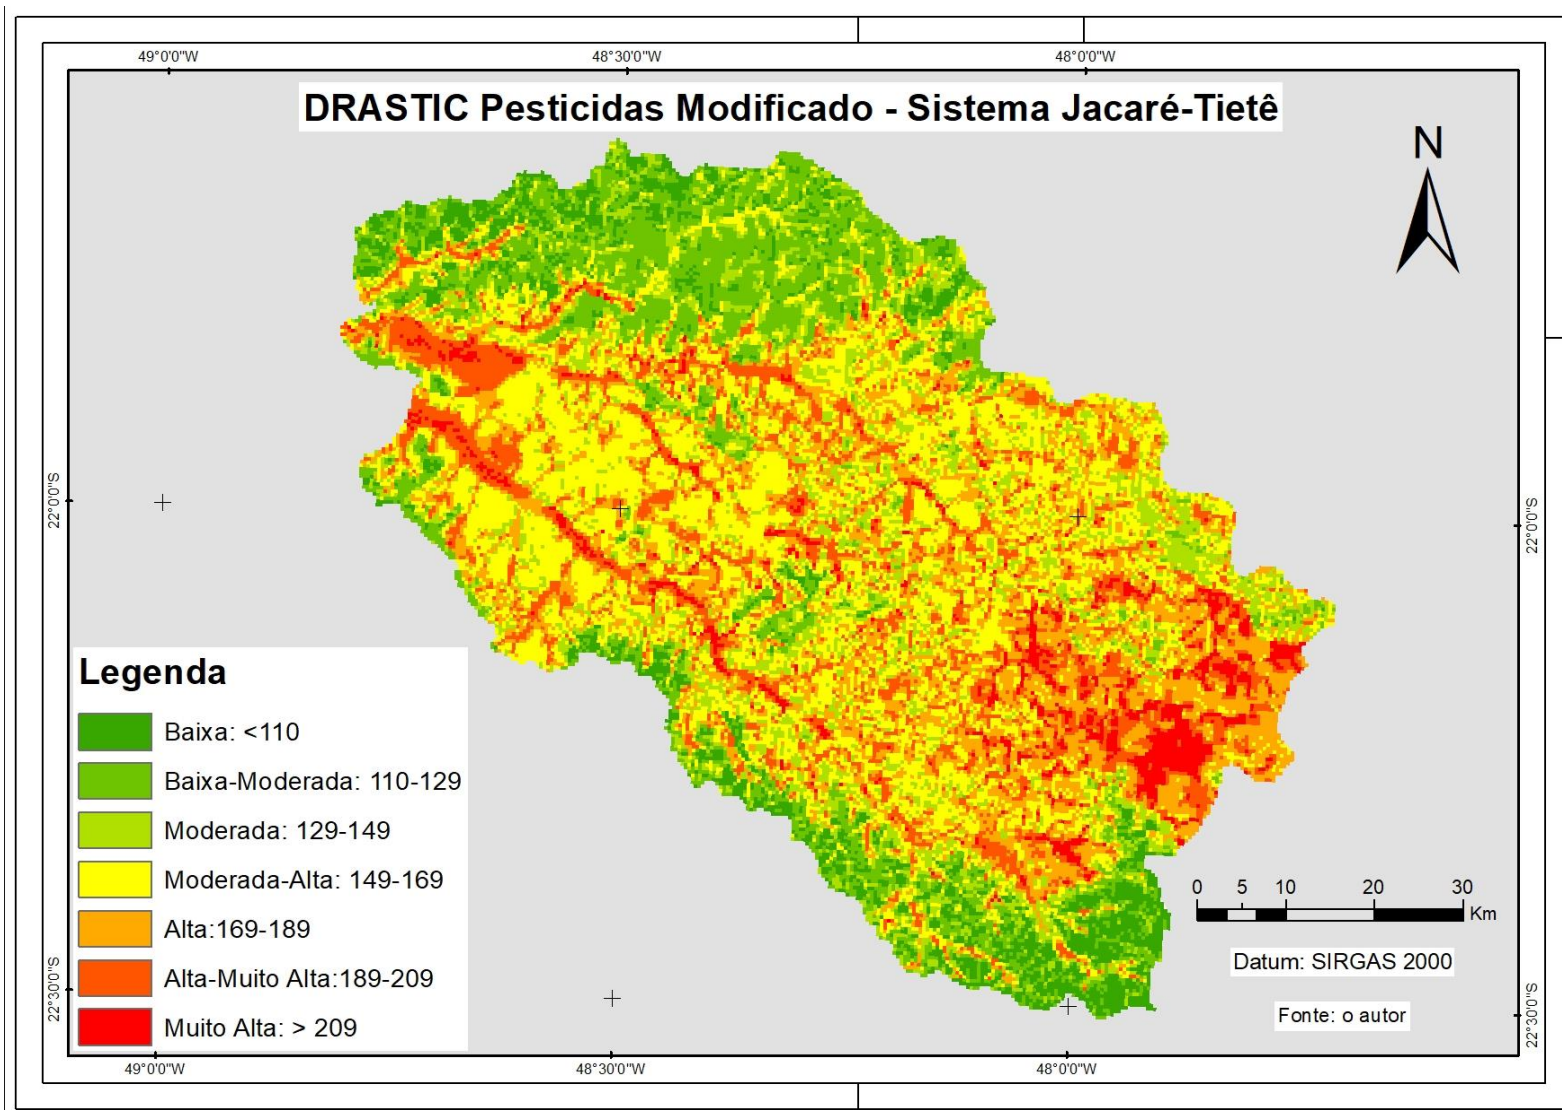 49°0'0"W
48°30'0"W
48°0'0"W
DRASTIC Pesticidas Modificado - Sistema Jacaré-Tietê
N
22°0'0"S
22°0'0"S
Legenda
Baixa: <110
Baixa-Moderada: 110-129
Moderada: 129-149
Moderada-Alta: 149-169
Alta:169-189
Alta-Muito Alta:189-209
Muito Alta: > 209
0 5 10 20 30
Km
Datum: SIRGAS 2000
Fonte: o autor
22°30'0"S
22°30'0"S
49°0'0"W
48°30'0"W
48°0'0"W